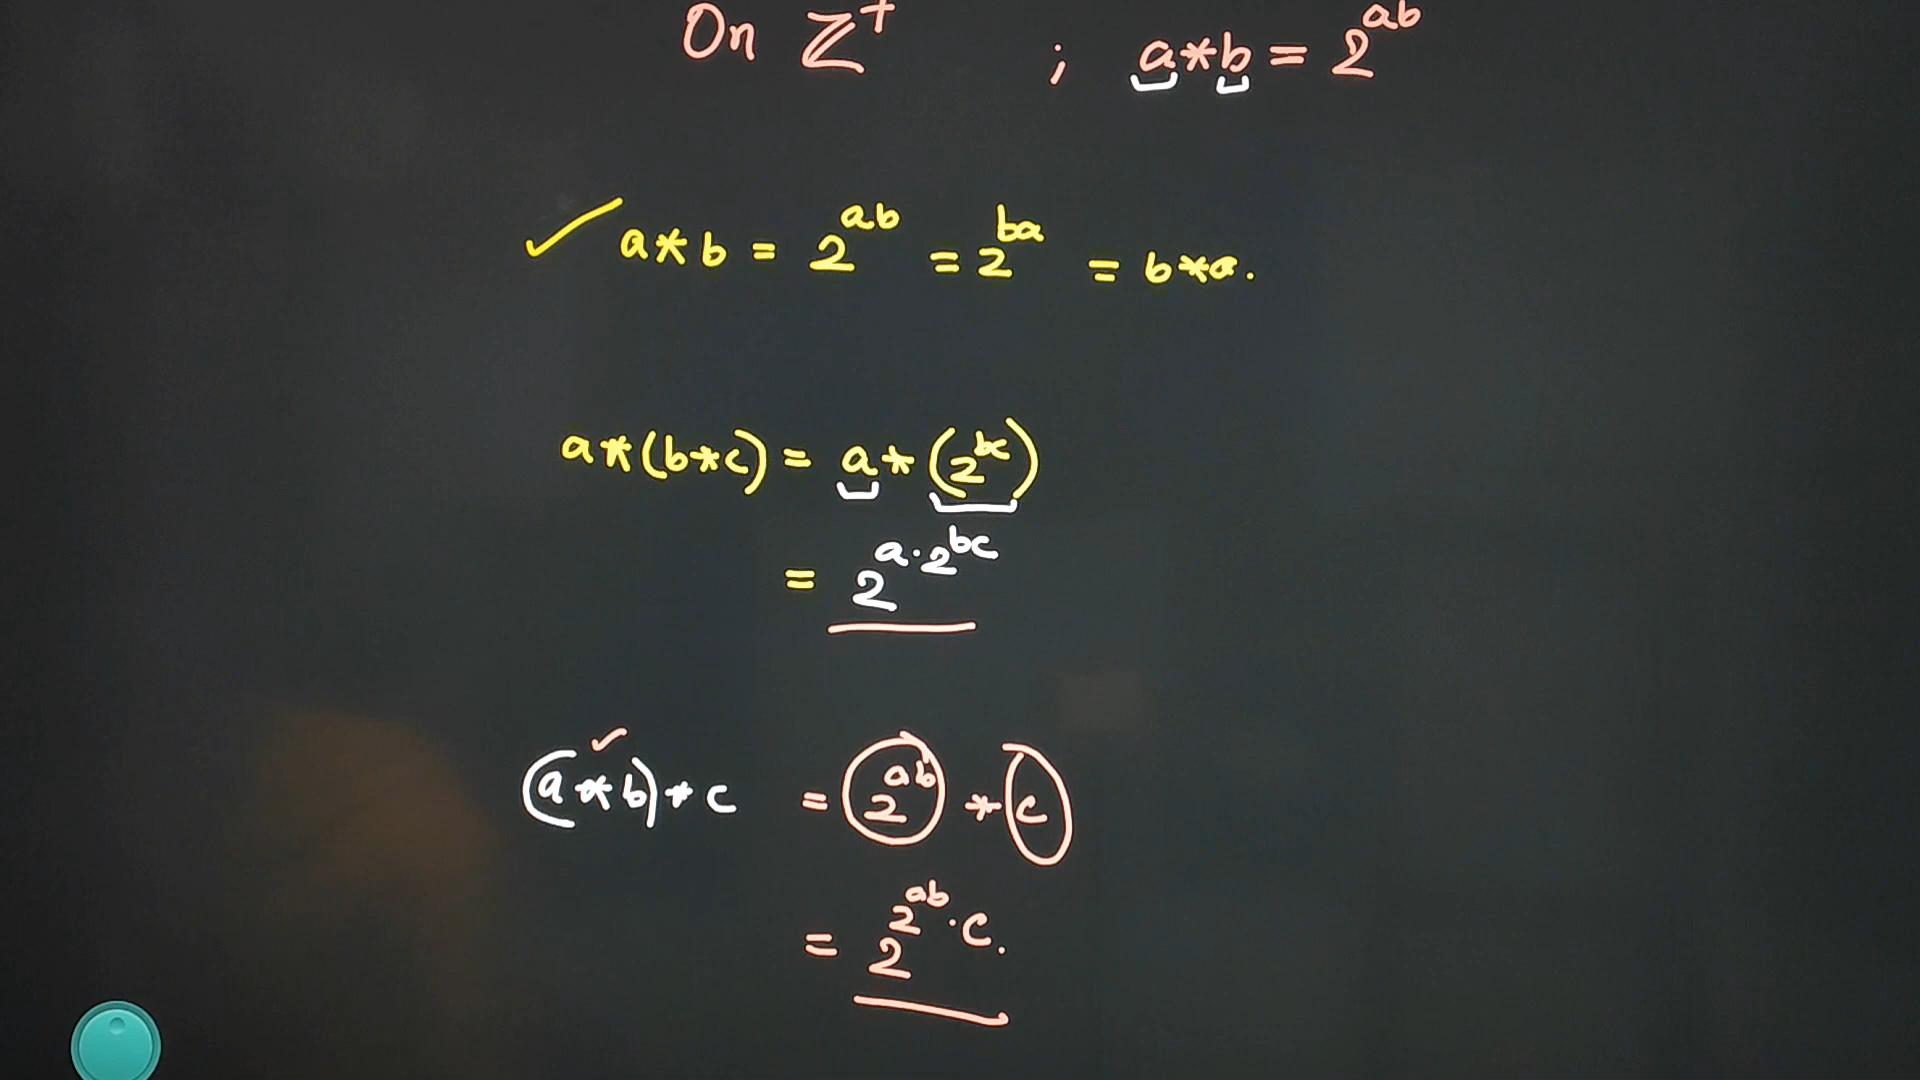 On Z⁺ ; a*b = 2^{ab}
✓ a*b = 2^{ab} = 2^{ba} = b*a.
a*(b*c) = a*(2^{bc})
= 2^{a·2^{bc}}
(a*b)*c = 2^{ab} * c
= 2^{2^{ab}·c}.